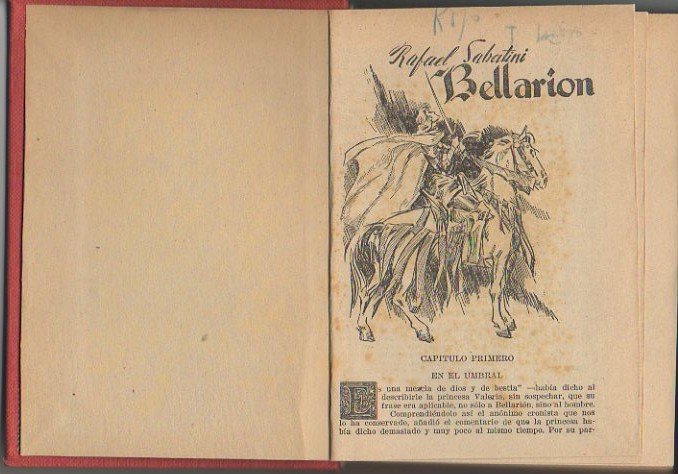 Rafael Sabatini
Bellarion
CAPITULO PRIMERO
EN EL UMBRAL
Es una mezcla de dios y de bestia" —había dicho al
describirle la princesa Valeria, sin sospechar, que su
frase era aplicable, no sólo a Bellarión, sino al hombre.
Comprendiéndolo así el anónimo cronista que nos
lo ha conservado, añadió el comentario de que la princesa ha-
bía dicho demasiado y muy poco al mismo tiempo. Por su par-